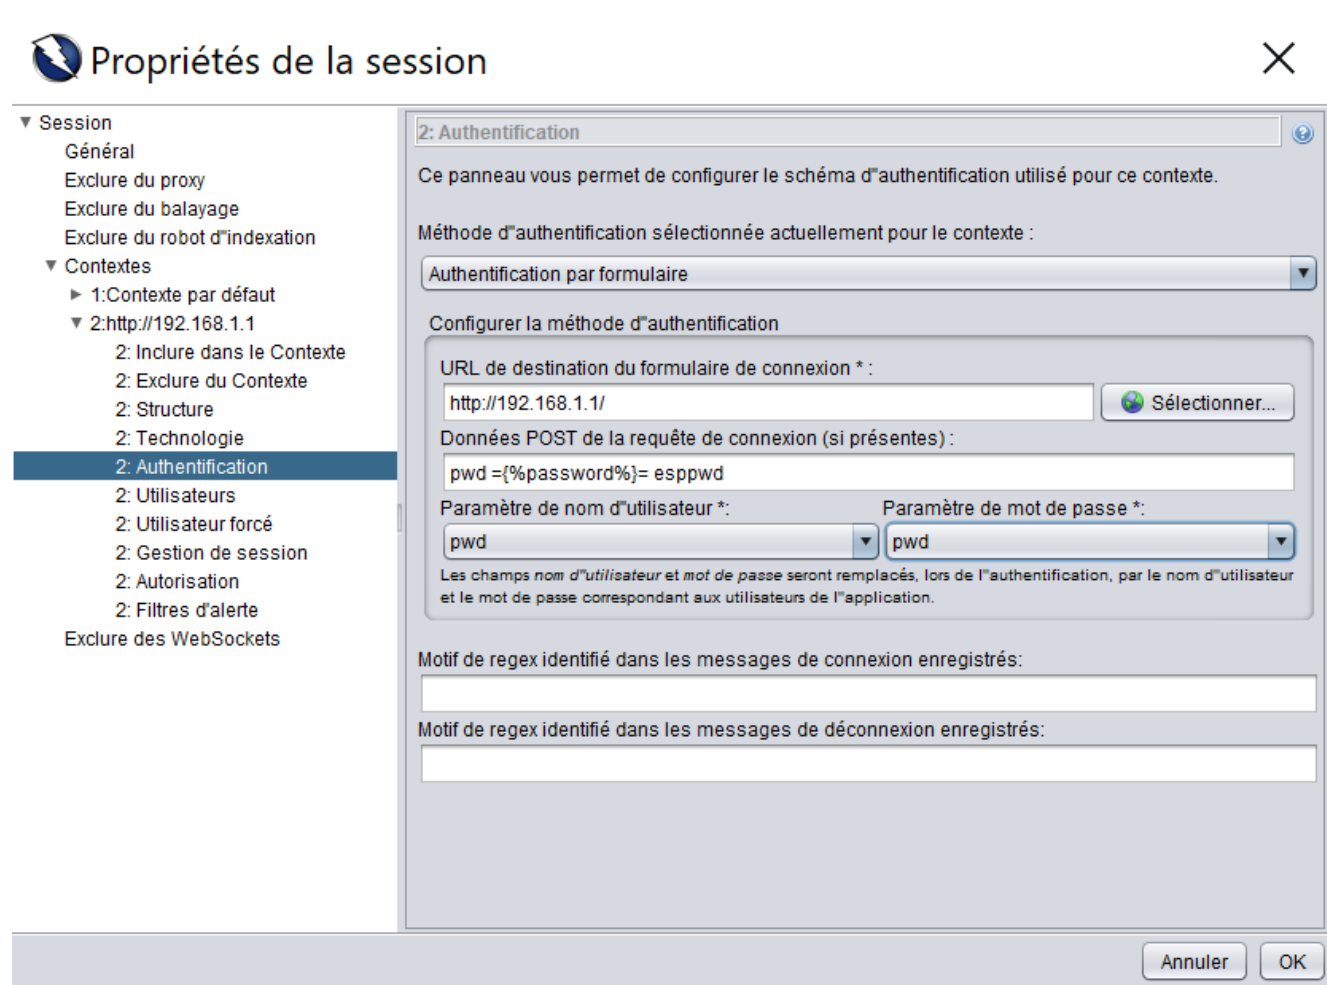 Propriétés de la session
Session
Général
Exclure du proxy
Exclure du balayage
Exclure du robot d''indexation
Contextes
1:Contexte par défaut
2:http://192.168.1.1
2: Inclure dans le Contexte
2: Exclure du Contexte
2: Structure
2: Technologie
2: Authentification
2: Utilisateurs
2: Utilisateur forcé
2: Gestion de session
2: Autorisation
2: Filtres d'alerte
Exclure des WebSockets
2: Authentification
Ce panneau vous permet de configurer le schéma d''authentification utilisé pour ce contexte.
Méthode d''authentification sélectionnée actuellement pour le contexte :
Authentification par formulaire
Configurer la méthode d''authentification
URL de destination du formulaire de connexion * :
http://192.168.1.1/
Sélectionner...
Données POST de la requête de connexion (si présentes) :
pwd ={%password%}= esppwd
Paramètre de nom d''utilisateur *:
Paramètre de mot de passe *:
pwd
pwd
Les champs nom d''utilisateur et mot de passe seront remplacés, lors de l''authentification, par le nom d''utilisateur
et le mot de passe correspondant aux utilisateurs de l''application.
Motif de regex identifié dans les messages de connexion enregistrés:
Motif de regex identifié dans les messages de déconnexion enregistrés:
Annuler
OK